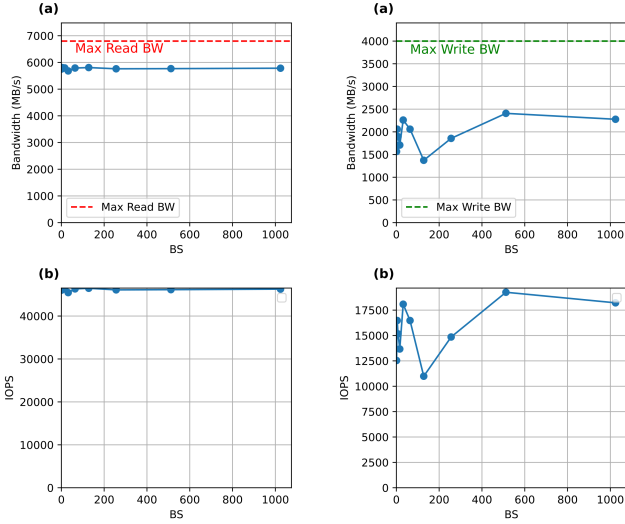 (a)
7000
6000
5000
4000
3000
2000
1000
0
Bandwidth (MB/s)
Max Read BW
Max Read BW
0 200 400 600 800 1000
BS
(a)
4000
3500
3000
2500
2000
1500
1000
500
0
Bandwidth (MB/s)
Max Write BW
Max Write BW
0 200 400 600 800 1000
BS
(b)
40000
30000
20000
10000
0
IOPS
0 200 400 600 800 1000
BS
(b)
17500
15000
12500
10000
7500
5000
2500
0
IOPS
0 200 400 600 800 1000
BS